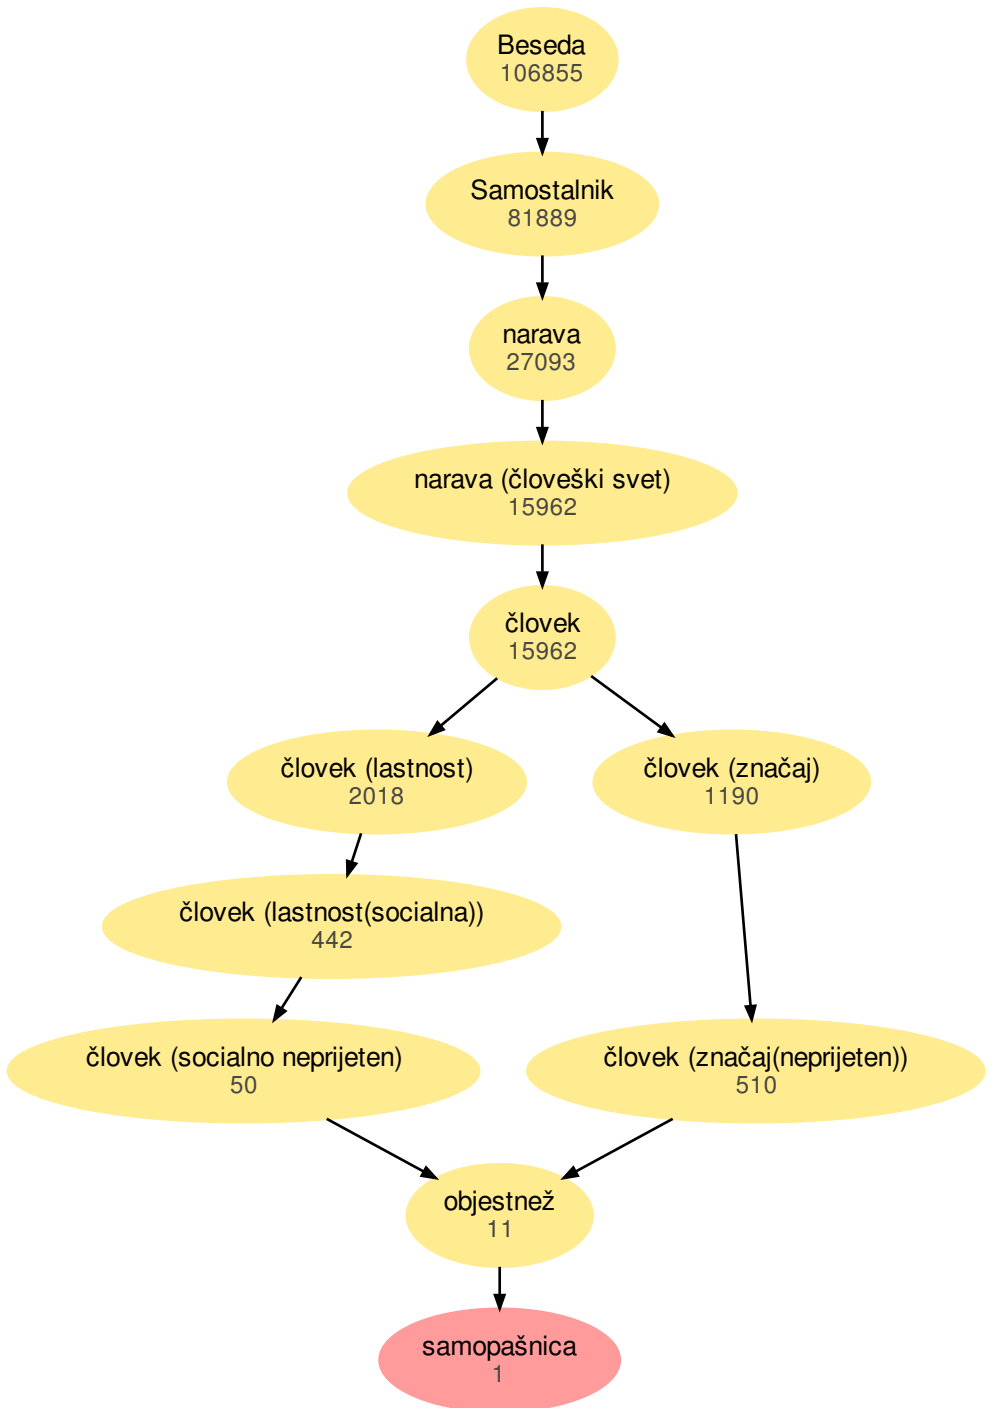 Beseda
106855
Samostalnik
81889
narava
27093
narava (človeški svet)
15962
človek
15962
človek (lastnost)
2018
človek (značaj)
1190
človek (lastnost(socialna))
442
človek (socialno neprijeten)
50
človek (značaj(neprijeten))
510
objestnež
11
samopašnica
1